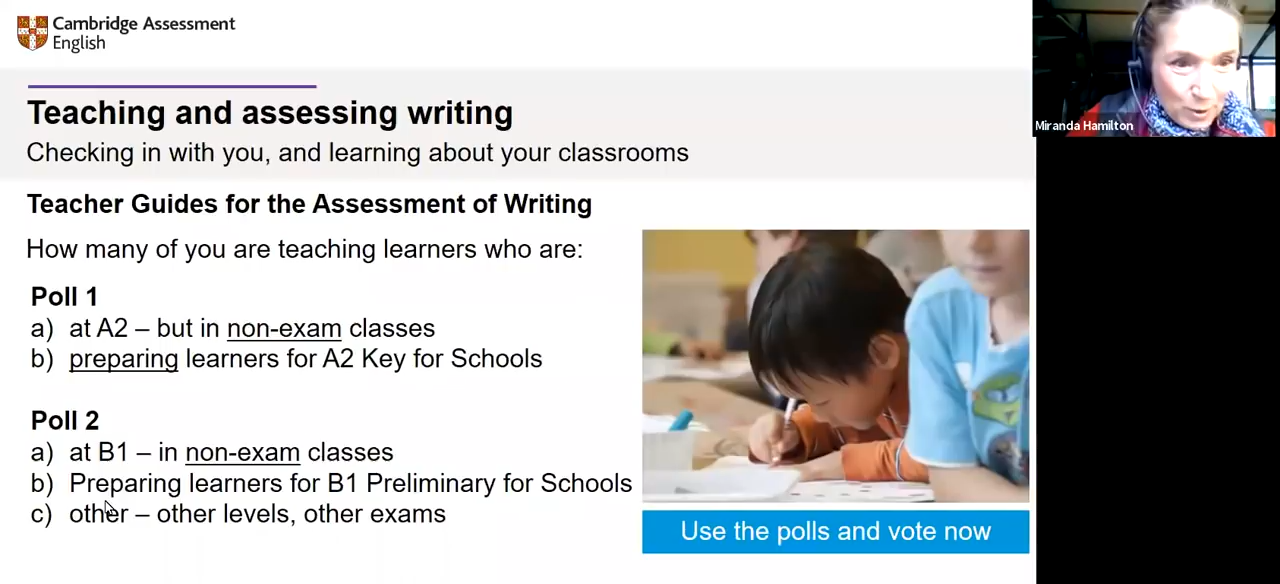 Cambridge Assessment
English
Teaching and assessing writing
Checking in with you, and learning about your classrooms
Teacher Guides for the Assessment of Writing
How many of you are teaching learners who are:
Poll 1
a) at A2 – but in non-exam classes
b) preparing learners for A2 Key for Schools
Poll 2
a) at B1 – in non-exam classes
b) Preparing learners for B1 Preliminary for Schools
c) other – other levels, other exams
Use the polls and vote now
Miranda Hamilton